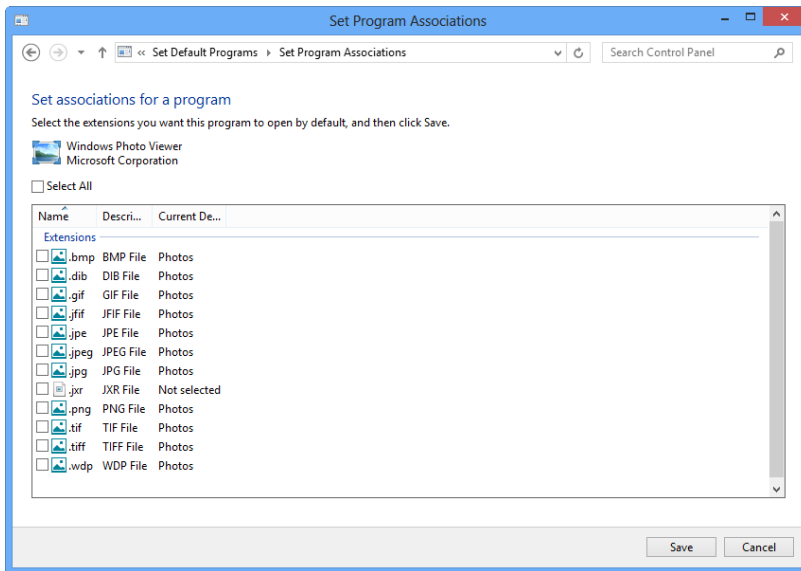 Set Program Associations
« Set Default Programs ▸ Set Program Associations
Search Control Panel
Set associations for a program
Select the extensions you want this program to open by default, and then click Save.
Windows Photo Viewer
Microsoft Corporation
Select All
Name Descri... Current De...
Extensions
.bmp BMP File Photos
.dib DIB File Photos
.gif GIF File Photos
.jfif JFIF File Photos
.jpe JPE File Photos
.jpeg JPEG File Photos
.jpg JPG File Photos
.jxr JXR File Not selected
.png PNG File Photos
.tif TIF File Photos
.tiff TIFF File Photos
.wdp WDP File Photos
Save Cancel